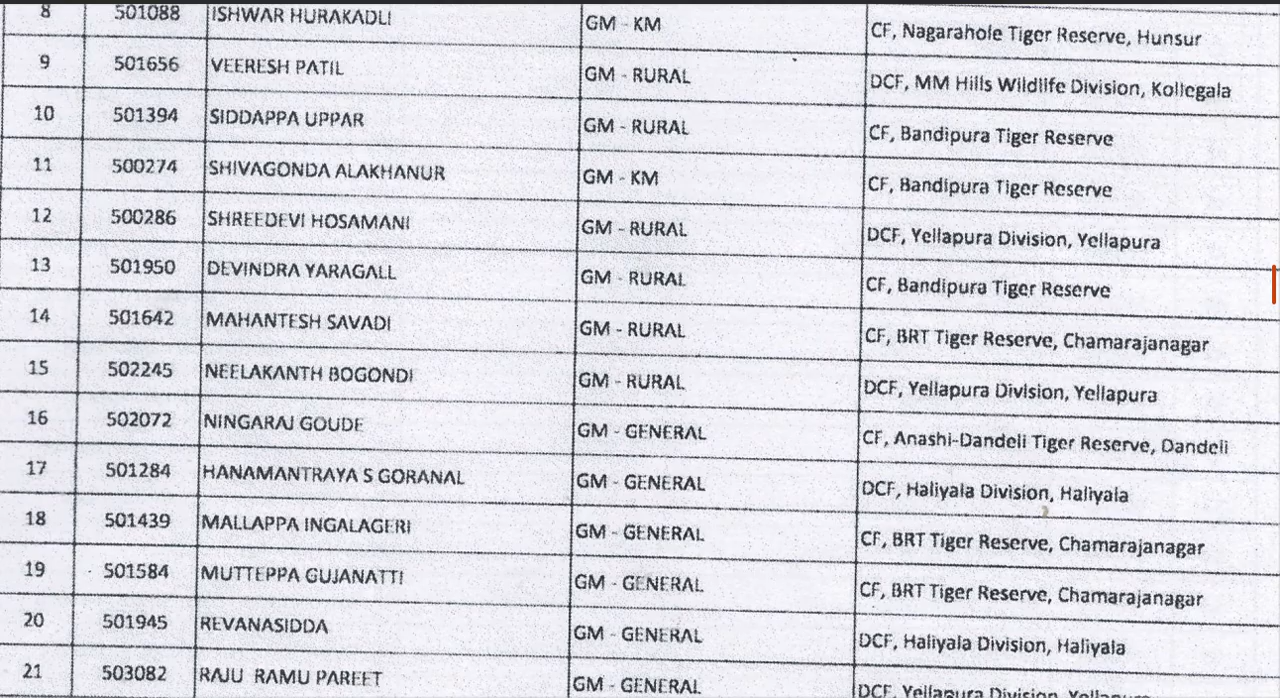 8 501088 ISHWAR HURAKADLI GM - KM CF, Nagarahole Tiger Reserve, Hunsur
9 501656 VEERESH PATIL GM - RURAL DCF, MM Hills Wildlife Division, Kollegala
10 501394 SIDDAPPA UPPAR GM - RURAL CF, Bandipura Tiger Reserve
11 500274 SHIVAGONDA ALAKHANUR GM - KM CF, Bandipura Tiger Reserve
12 500286 SHREEDEVI HOSAMANI GM - RURAL DCF, Yellapura Division, Yellapura
13 501950 DEVINDRA YARAGALL GM - RURAL CF, Bandipura Tiger Reserve
14 501642 MAHANTESH SAVADI GM - RURAL CF, BRT Tiger Reserve, Chamarajanagar
15 502245 NEELAKANTH BOGONDI GM - RURAL DCF, Yellapura Division, Yellapura
16 502072 NINGARAJ GOUDE GM - GENERAL CF, Anashi-Dandeli Tiger Reserve, Dandeli
17 501284 HANAMANTRAYA S GORANAL GM - GENERAL DCF, Haliyala Division, Haliyala
18 501439 MALLAPPA INGALAGERI GM - GENERAL CF, BRT Tiger Reserve, Chamarajanagar
19 501584 MUTTEPPA GUJANATTI GM - GENERAL CF, BRT Tiger Reserve, Chamarajanagar
20 501945 REVANASIDDA GM - GENERAL DCF, Haliyala Division, Haliyala
21 503082 RAJU RAMU PAREET GM - GENERAL DCF, Yellapura Division, Yellapura